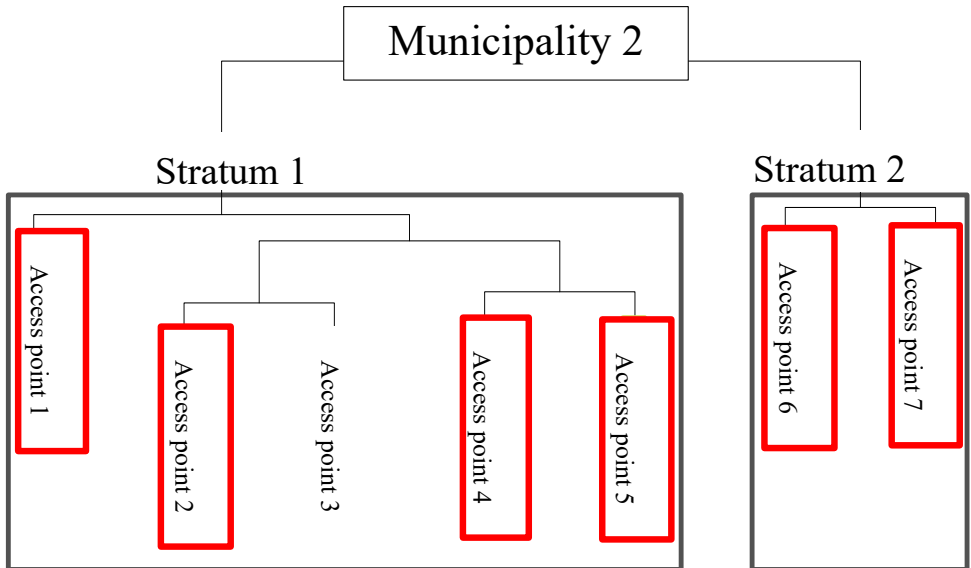 Municipality 2
Stratum 1
Stratum 2
Access point 1
Access point 2
Access point 3
Access point 4
Access point 5
Access point 6
Access point 7